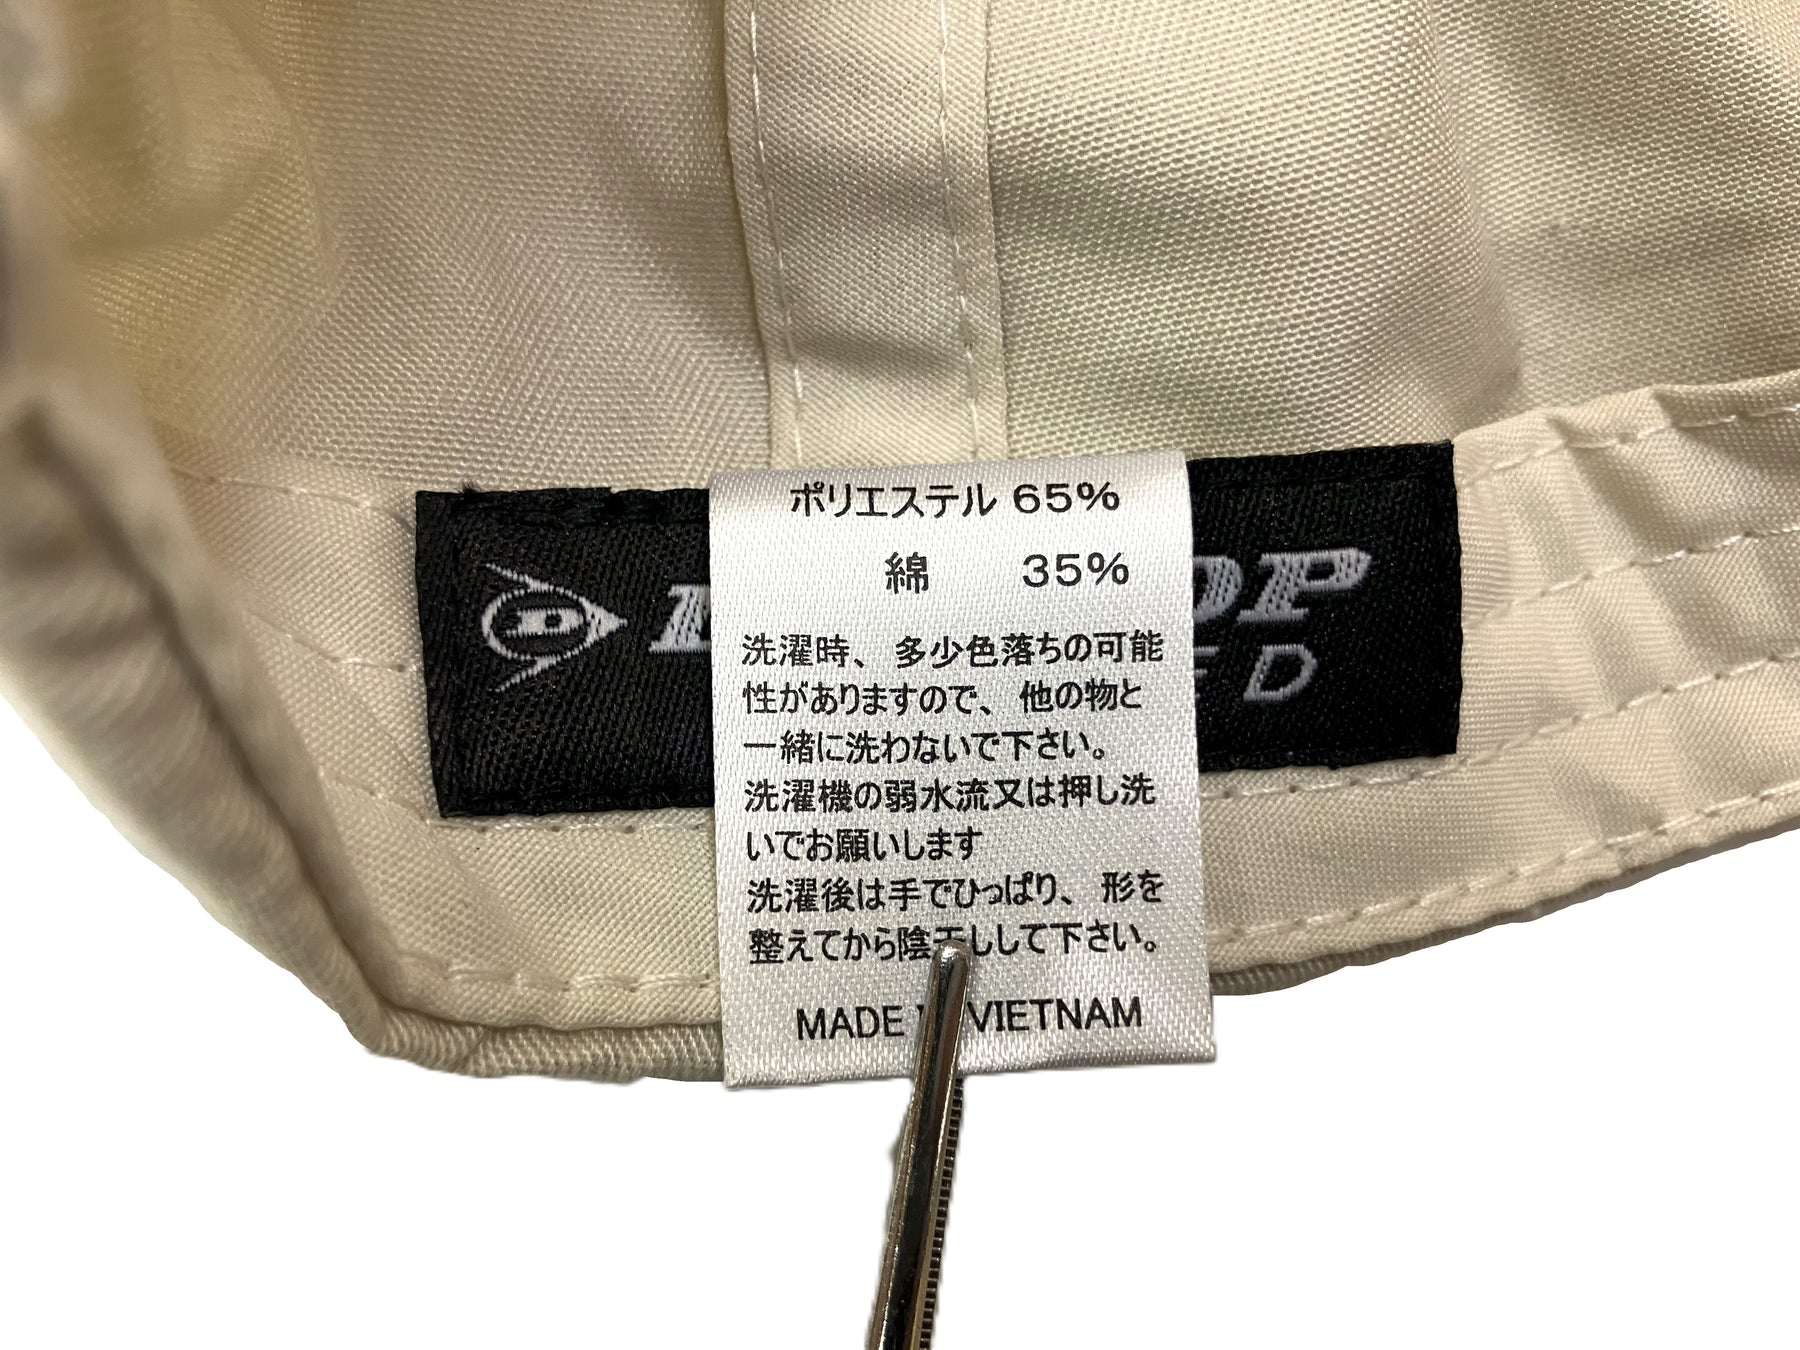 ポリエステル 65%
綿 35%
洗濯時、多少色落ちの可能
性がありますので、他の物と
一緒に洗わないで下さい。
洗濯機の弱水流又は押し洗
いでお願いします
洗濯後は手でひっぱり、形を
整えてから陰干ししして下さい。
MADE VIETNAM
D
OP
ED